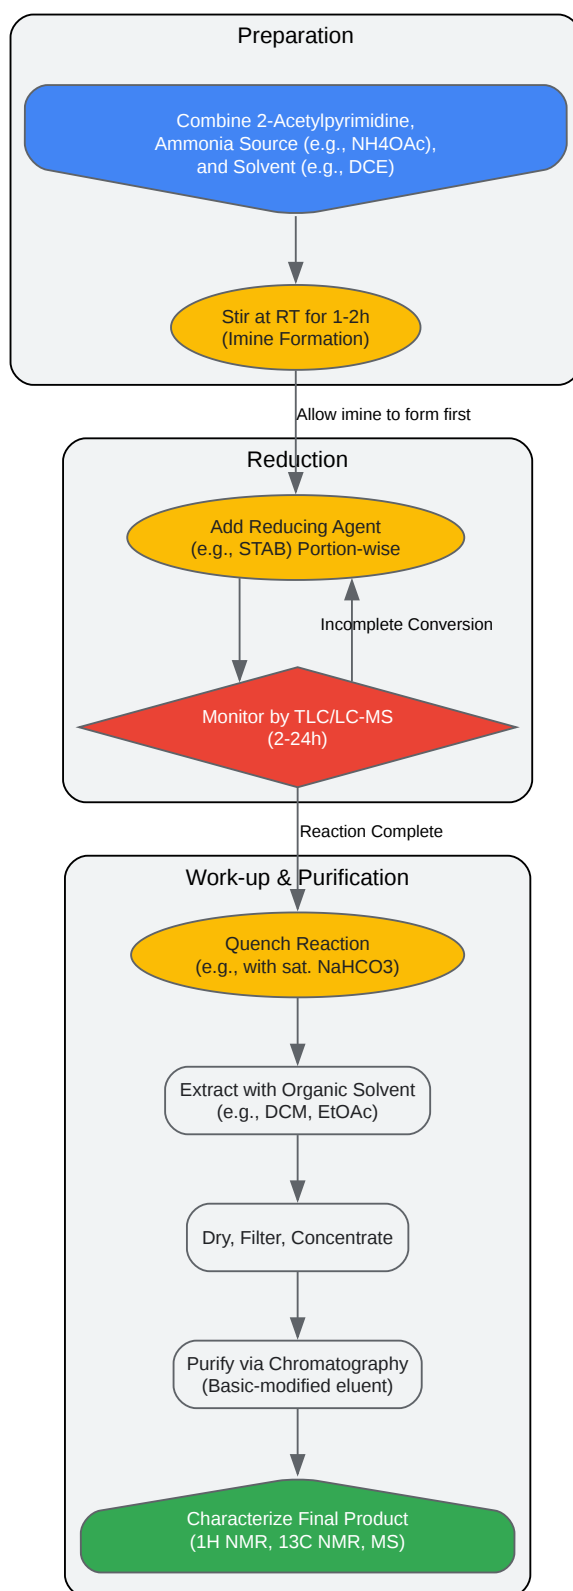 Preparation
Combine 2-Acetylpyrimidine,
Ammonia Source (e.g., NH4OAc),
and Solvent (e.g., DCE)
Stir at RT for 1-2h
(Imine Formation)
Allow imine to form first
Reduction
Add Reducing Agent
(e.g., STAB) Portion-wise
Incomplete Conversion
Monitor by TLC/LC-MS
(2-24h)
Reaction Complete
Work-up & Purification
Quench Reaction
(e.g., with sat. NaHCO3)
Extract with Organic Solvent
(e.g., DCM, EtOAc)
Dry, Filter, Concentrate
Purify via Chromatography
(Basic-modified eluent)
Characterize Final Product
(1H NMR, 13C NMR, MS)